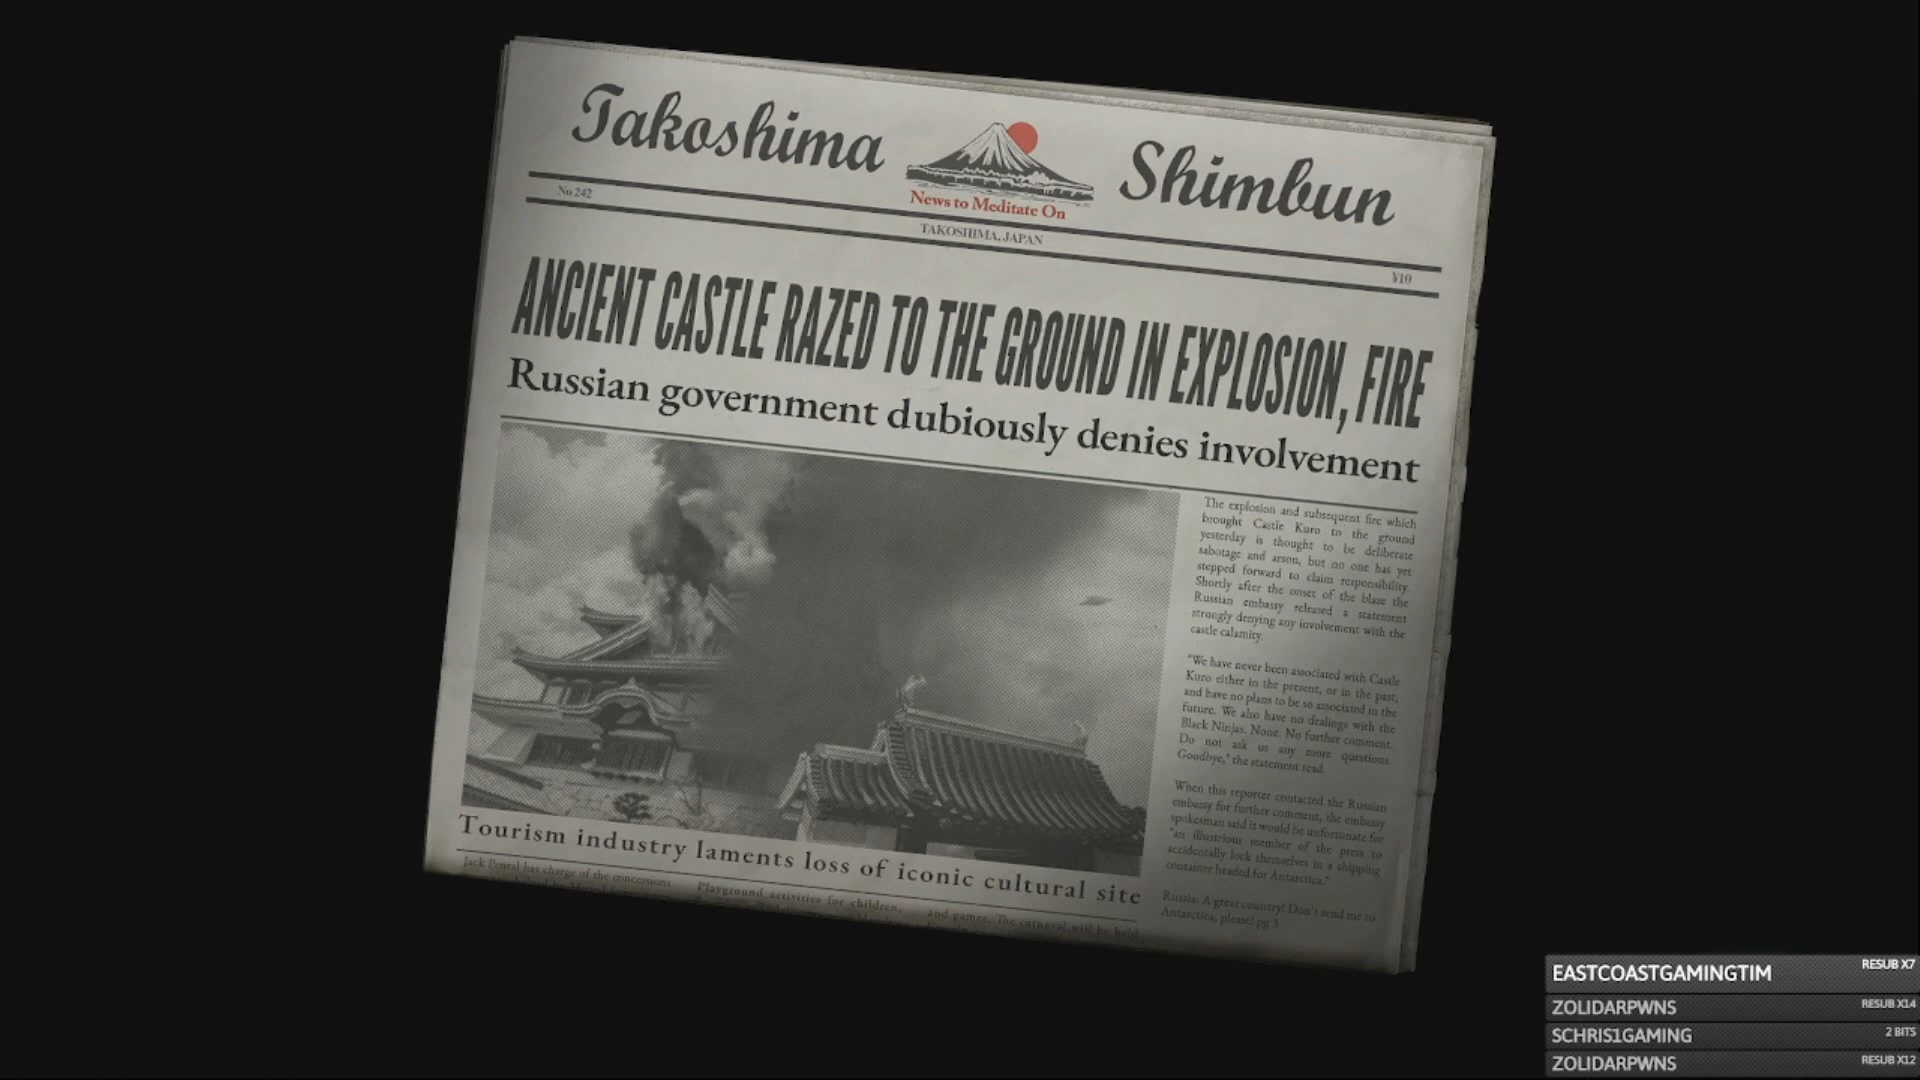 Takoshima Shimbun
News to Meditate On
No 242
TAKOSHIMA, JAPAN
¥10
ANCIENT CASTLE RAZED TO THE GROUND IN EXPLOSION, FIRE
Russian government dubiously denies involvement
The explosion and subsequent fire which
brought Castle Kuro to the ground
yesterday is thought to be deliberate
sabotage and arson, but no one has yet
stepped forward to claim responsibility.
Shortly after the onset of the blaze the
Russian embassy released a statement
strongly denying any involvement with the
castle calamity.
"We have never been associated with Castle
Kuro either in the present, or in the past,
and have no plans to be so associated in the
future. We also have no dealings with the
Black Ninjas. None. No further comment.
Do not ask us any more questions.
Goodbye," the statement read.
When this reporter contacted the Russian
embassy for further comment, the embassy
spokesman said it would be unfortunate for
"an illustrious member of the press to
accidentally lock themselves in a shipping
container headed for Antarctica."
Russia: A great country! Don't send me to
Antarctica, please! pg 3
Tourism industry laments loss of iconic cultural site
Jack Penral has charge of the concessions
Playground activities for children,
and games. The carnival will be held
EASTCOASTGAMINGTIM RESUB X7
ZOLIDARPWNS RESUB X14
SCHRIS1GAMING 2 BITS
ZOLIDARPWNS RESUB X12